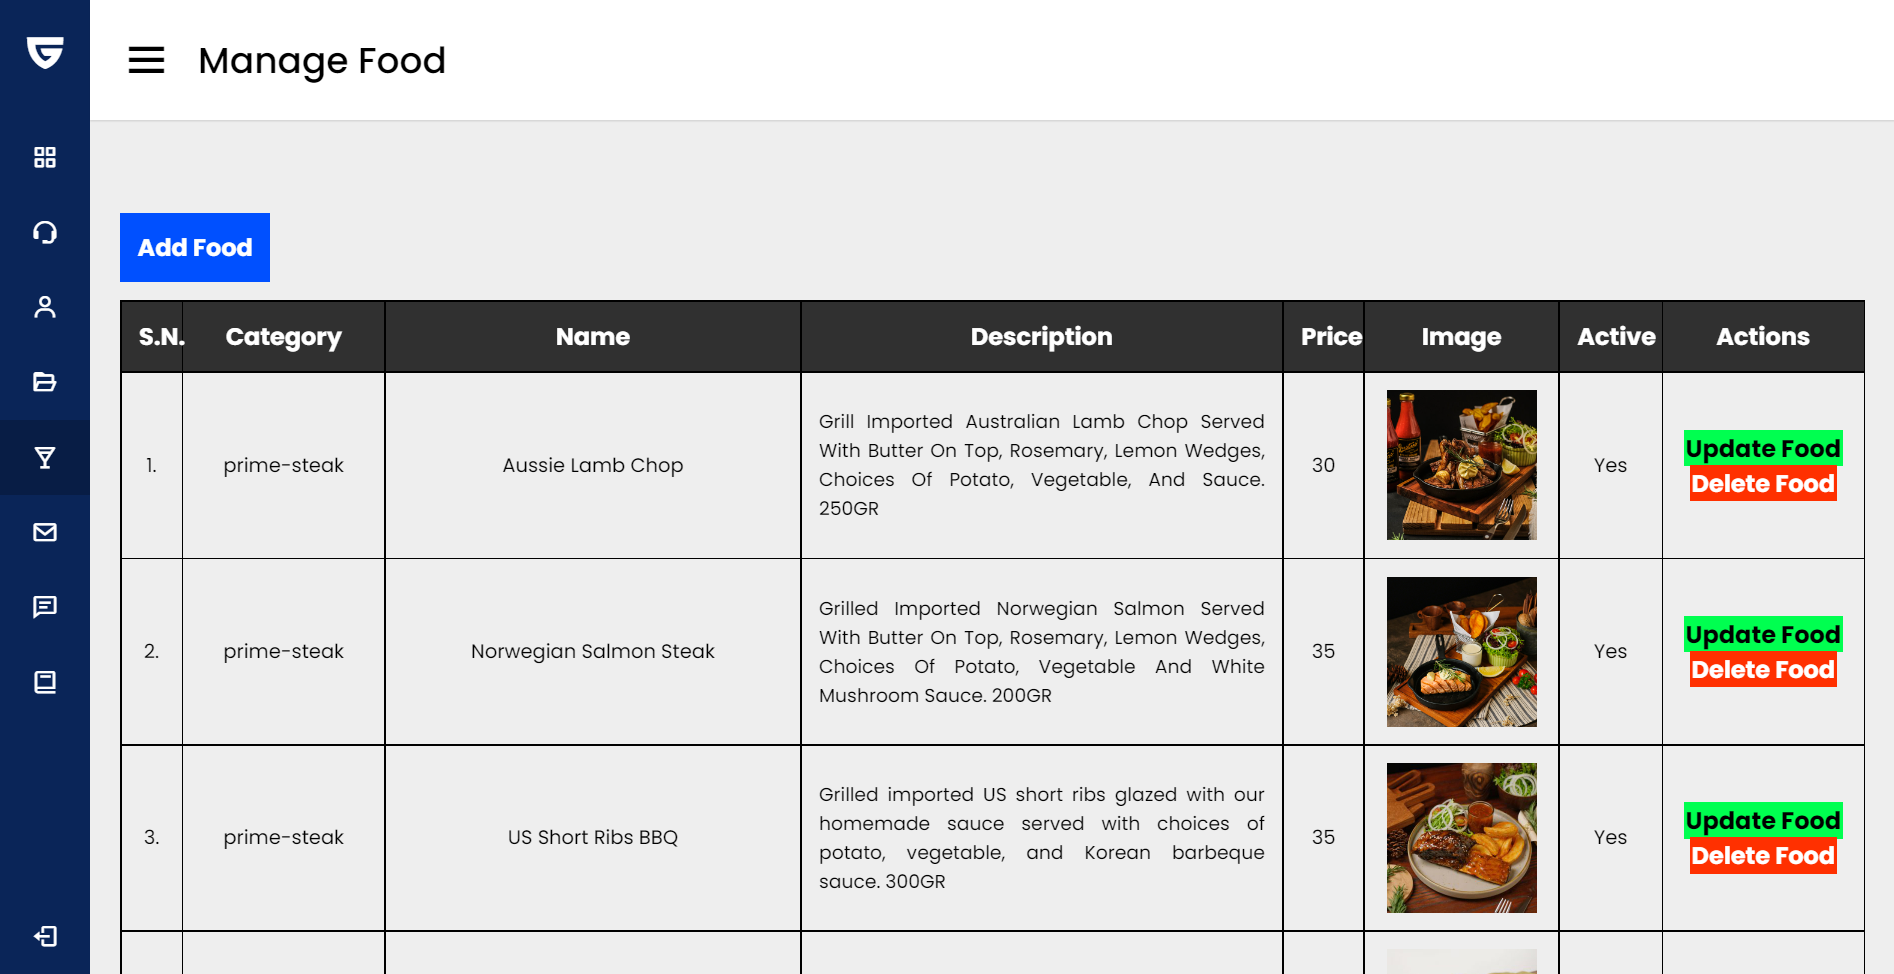 Manage Food
Add Food
S.N. Category Name Description Price Image Active Actions
1. prime-steak Aussie Lamb Chop
Grill Imported Australian Lamb Chop Served
With Butter On Top, Rosemary, Lemon Wedges,
Choices Of Potato, Vegetable, And Sauce.
250GR
30 Yes
Update Food
Delete Food
2. prime-steak Norwegian Salmon Steak
Grilled Imported Norwegian Salmon Served
With Butter On Top, Rosemary, Lemon Wedges,
Choices Of Potato, Vegetable And White
Mushroom Sauce. 200GR
35 Yes
Update Food
Delete Food
3. prime-steak US Short Ribs BBQ
Grilled imported US short ribs glazed with our
homemade sauce served with choices of
potato, vegetable, and Korean barbeque
sauce. 300GR
35 Yes
Update Food
Delete Food